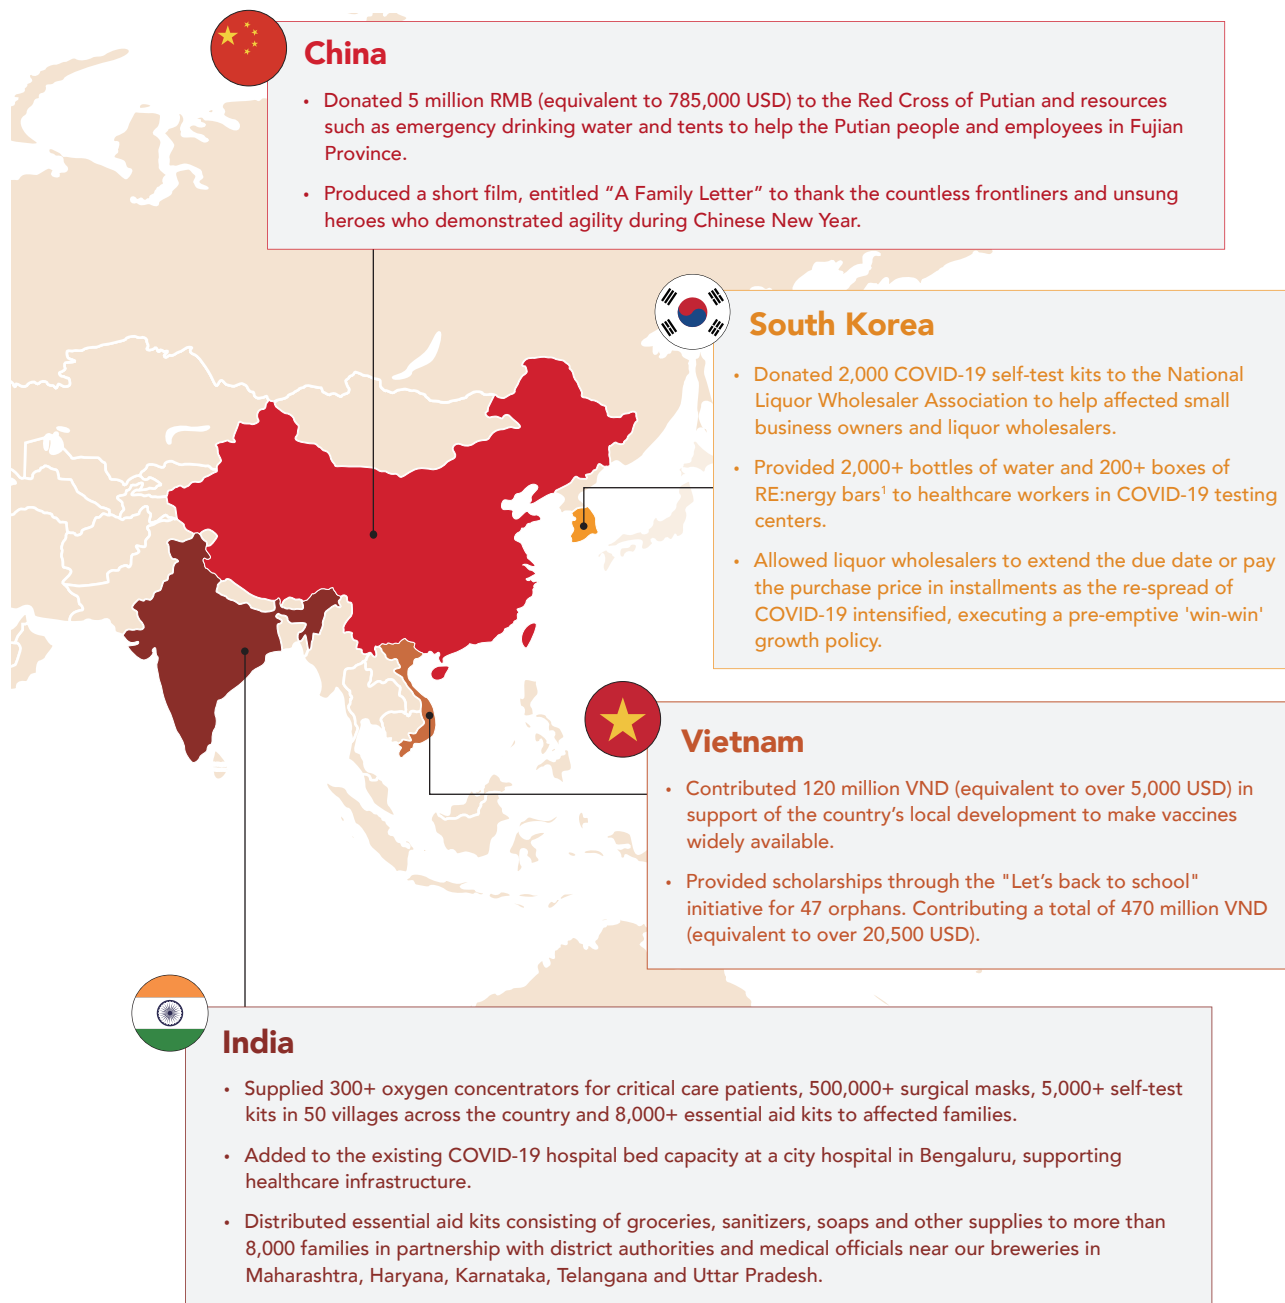 China
• Donated 5 million RMB (equivalent to 785,000 USD) to the Red Cross of Putian and resources
such as emergency drinking water and tents to help the Putian people and employees in Fujian
Province.
• Produced a short film, entitled “A Family Letter” to thank the countless frontliners and unsung
heroes who demonstrated agility during Chinese New Year.
South Korea
• Donated 2,000 COVID-19 self-test kits to the National
Liquor Wholesaler Association to help affected small
business owners and liquor wholesalers.
• Provided 2,000+ bottles of water and 200+ boxes of
RE:nergy bars¹ to healthcare workers in COVID-19 testing
centers.
• Allowed liquor wholesalers to extend the due date or pay
the purchase price in installments as the re-spread of
COVID-19 intensified, executing a pre-emptive 'win-win'
growth policy.
Vietnam
• Contributed 120 million VND (equivalent to over 5,000 USD) in
support of the country’s local development to make vaccines
widely available.
• Provided scholarships through the "Let’s back to school"
initiative for 47 orphans. Contributing a total of 470 million VND
(equivalent to over 20,500 USD).
India
• Supplied 300+ oxygen concentrators for critical care patients, 500,000+ surgical masks, 5,000+ self-test
kits in 50 villages across the country and 8,000+ essential aid kits to affected families.
• Added to the existing COVID-19 hospital bed capacity at a city hospital in Bengaluru, supporting
healthcare infrastructure.
• Distributed essential aid kits consisting of groceries, sanitizers, soaps and other supplies to more than
8,000 families in partnership with district authorities and medical officials near our breweries in
Maharashtra, Haryana, Karnataka, Telangana and Uttar Pradesh.